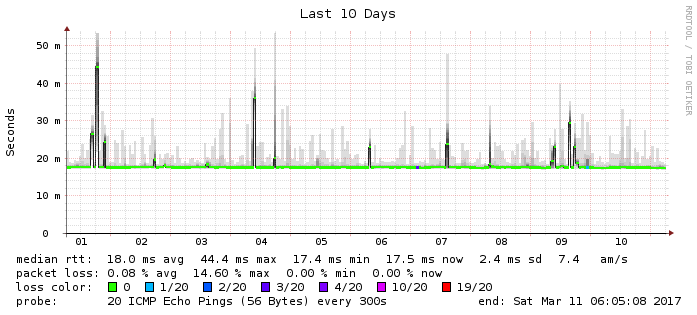 Last 10 Days
RRDTOOL / TOBI OETIKER
Seconds
50 m
40 m
30 m
20 m
10 m
0
01 02 03 04 05 06 07 08 09 10
median rtt: 18.0 ms avg 44.4 ms max 17.4 ms min 17.5 ms now 2.4 ms sd 7.4 am/s
packet loss: 0.08 % avg 14.60 % max 0.00 % min 0.00 % now
loss color: 0 1/20 2/20 3/20 4/20 10/20 19/20
probe: 20 ICMP Echo Pings (56 Bytes) every 300s end: Sat Mar 11 06:05:08 2017